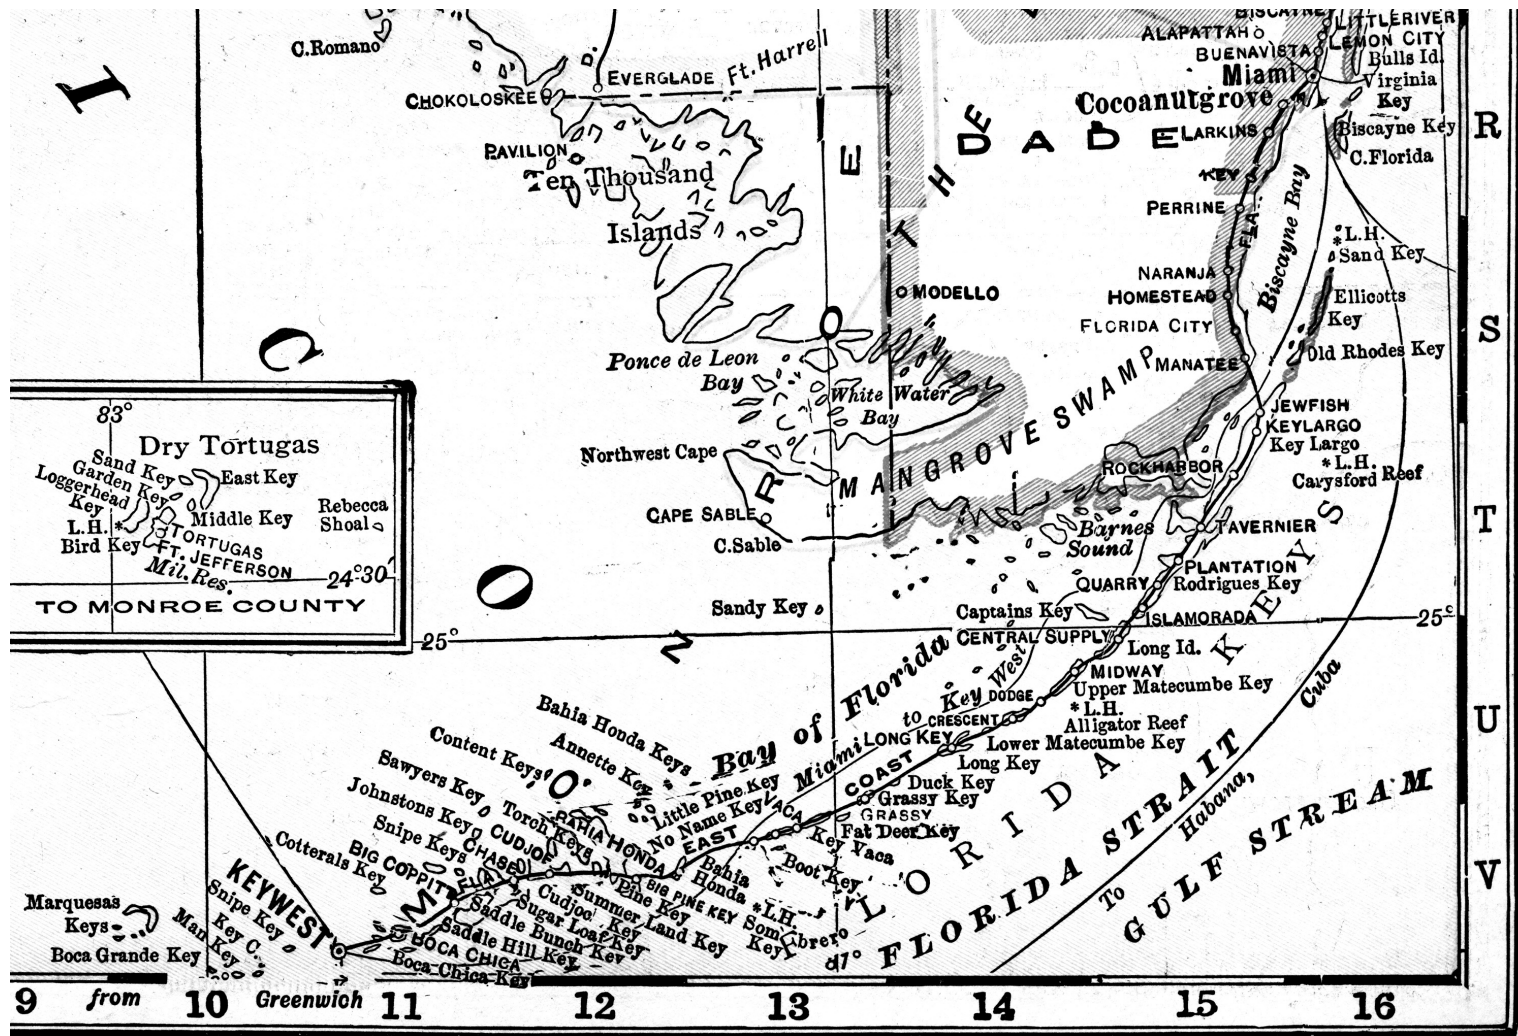 BISCAYNE
LITTLERIVER
ALAPATTAH
LEMON CITY
BUENAVISTA
Bulls Id.
Miami
Virginia
Key
Cocoanutgrove
C.Romano
Ft. Harrell
EVERGLADE
D.
CHOKOLOSKEE
I
R
DADE
LARKINS
Biscayne Key
C.Florida
PAVILION
Ten Thousand
Islands
E
THE
KEY
PERRINE
FLA.
Biscayne Bay
*L.H.
Sand Key
NARANJA
HOMESTEAD
MODELLO
Ellicotts
Key
S
FLORIDA CITY
C
O
Ponce de Leon
Bay
Old Rhodes Key
MANATEE
White Water
Bay
MANGROVE SWAMP
JEWFISH
KEYLARGO
Key Largo
Northwest Cape
ROCKHARBOR
*L.H.
Carysford Reef
R
CAPE SABLE
C.Sable
Barnes
Sound
TAVERNIER
T
83°
Dry Tortugas
Sand Key
Garden Key
Loggerhead
Key
East Key
Middle Key
Rebecca
Shoal
L.H.*
Bird Key
TORTUGAS
FT. JEFFERSON
Mil. Res.
24°30'
TO MONROE COUNTY
O
PLANTATION
QUARRY
Rodrigues Key
Sandy Key
Captains Key
ISLAMORADA
25°
25°
N
CENTRAL SUPPLY
Long Id.
MIDWAY
Upper Matecumbe Key
*L.H.
Alligator Reef
DODGE
CRESCENT
Lower Matecumbe Key
LONG KEY
Long Key
Miami to Key West
Bay of Florida
U
Duck Key
Grassy Key
GRASSY
Fat Deer Key
VACA
Key Vaca
Boot Key
EAST COAST
FLORIDA KEYS
FLORIDA STRAIT
To Habana, Cuba
GULF STREAM
V
Bahia Honda Keys
Annette Key
Content Keys
O
Sawyers Key
Johnstons Key
Torch Keys
Snipe Keys
CUDJOE
CHASE
BAHIA HONDA
Little Pine Key
No Name Key
BIG COPPITT
FLA.
Cotterals Key
M
KEYWEST
Bahia
Honda
*L.H.
Sombrero
Key
BIG PINE KEY
Pine Key
Summer Land Key
Cudjoe Key
Sugar Loaf Key
Saddle Bunch Key
Saddle Hill Key
BOCA CHICA
Boca Chica Key
Snipe Key
Key C.
Man Key
Marquesas
Keys
Boca Grande Key
81°
9 from 10 Greenwich 11 12 13 14 15 16